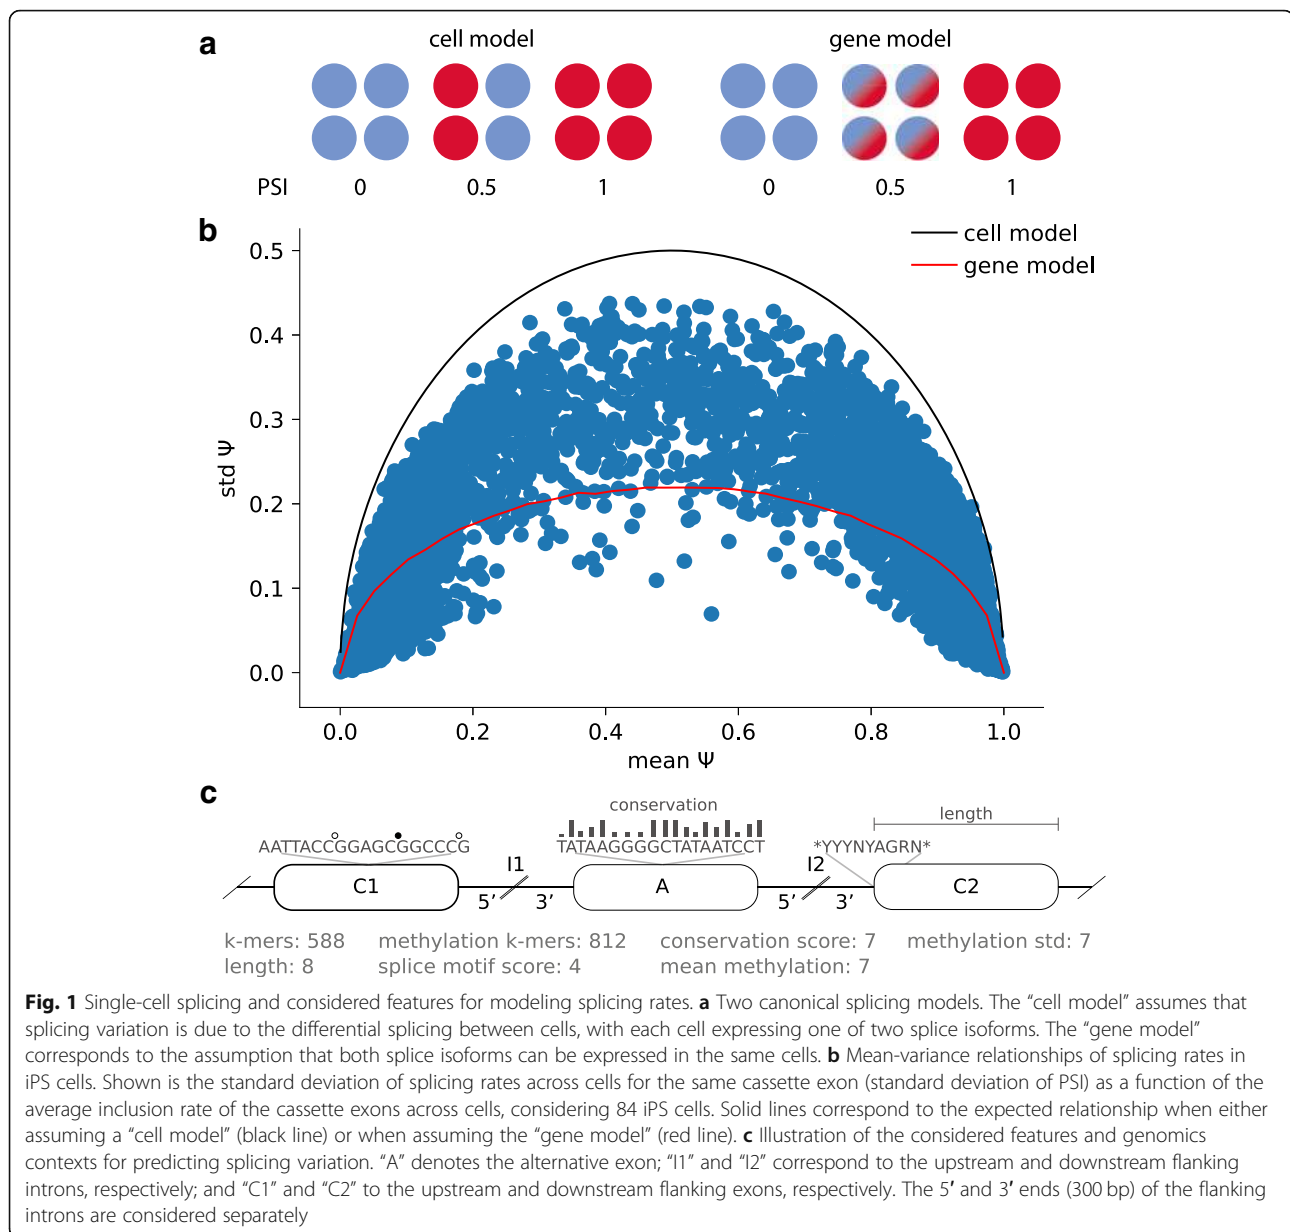 a
cell model gene model
PSI 0 0.5 1 0 0.5 1
b
cell model
gene model
0.5
0.4
0.3
0.2
0.1
0.0
std Ψ
0.0 0.2 0.4 0.6 0.8 1.0
mean Ψ
c
conservation
length
AATTACCGGAGCGGCCCG TATAAGGGGCTATAATCCT *YYYNYAGRN*
I1 I2
C1 A C2
5′ 3′ 5′ 3′
k-mers: 588 methylation k-mers: 812 conservation score: 7 methylation std: 7
length: 8 splice motif score: 4 mean methylation: 7
Fig. 1 Single-cell splicing and considered features for modeling splicing rates. a Two canonical splicing models. The “cell model” assumes that
splicing variation is due to the differential splicing between cells, with each cell expressing one of two splice isoforms. The “gene model”
corresponds to the assumption that both splice isoforms can be expressed in the same cells. b Mean-variance relationships of splicing rates in
iPS cells. Shown is the standard deviation of splicing rates across cells for the same cassette exon (standard deviation of PSI) as a function of the
average inclusion rate of the cassette exons across cells, considering 84 iPS cells. Solid lines correspond to the expected relationship when either
assuming a “cell model” (black line) or when assuming the “gene model” (red line). c Illustration of the considered features and genomics
contexts for predicting splicing variation. “A” denotes the alternative exon; “I1” and “I2” correspond to the upstream and downstream flanking
introns, respectively; and “C1” and “C2” to the upstream and downstream flanking exons, respectively. The 5′ and 3′ ends (300 bp) of the flanking
introns are considered separately